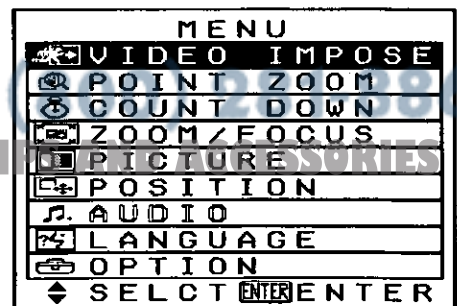 MENU
VIDEO IMPOSE
POINT ZOOM
COUNT DOWN
ZOOM/FOCUS
PICTURE
POSITION
AUDIO
LANGUAGE
OPTION
SELCT ENTER ENTER